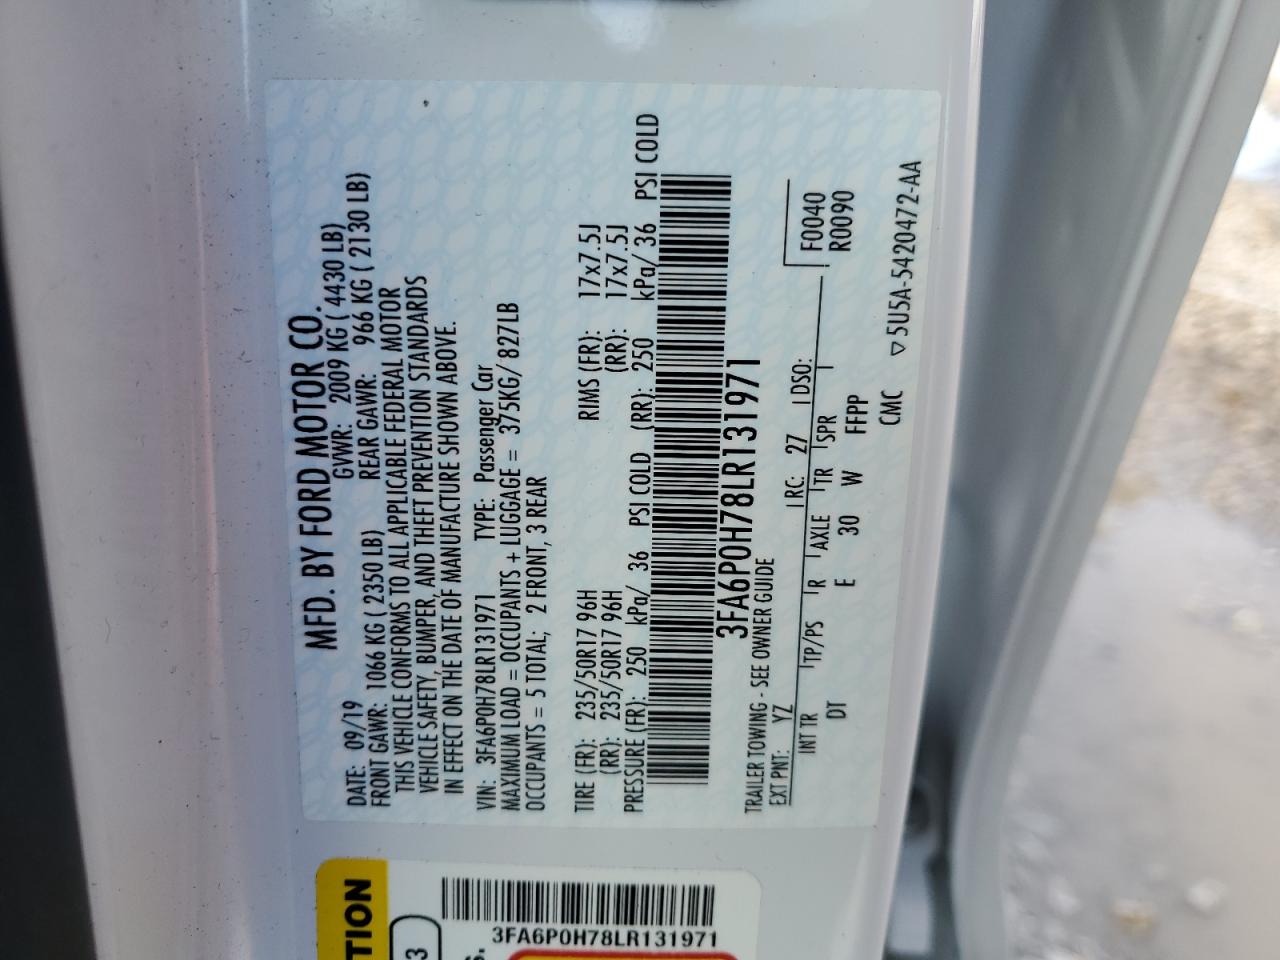 MFD. BY FORD MOTOR CO.
DATE: 09/19 GVWR: 2009 KG ( 4430 LB)
FRONT GAWR: 1066 KG ( 2350 LB) REAR GAWR: 966 KG ( 2130 LB)
THIS VEHICLE CONFORMS TO ALL APPLICABLE FEDERAL MOTOR
VEHICLE SAFETY, BUMPER, AND THEFT PREVENTION STANDARDS
IN EFFECT ON THE DATE OF MANUFACTURE SHOWN ABOVE.
VIN: 3FA6P0H78LR131971 TYPE: Passenger Car
MAXIMUM LOAD = OCCUPANTS + LUGGAGE = 375KG/ 827LB
OCCUPANTS = 5 TOTAL; 2 FRONT, 3 REAR
TIRE (FR): 235/50R17 96H RIMS (FR): 17x7.5J
(RR): 235/50R17 96H (RR): 17x7.5J
PRESSURE (FR): 250 kPa/ 36 PSI COLD (RR): 250 kPa/ 36 PSI COLD
3FA6P0H78LR131971
TRAILER TOWING - SEE OWNER GUIDE
EXT PNT: YZ RC: 27 DSO: F0040
R0090
INT TR TP/PS R AXLE TR SPR
DT E 30 W FFPP
CMC ▽5U5A-5420472-AA
TION
3
S.
3FA6P0H78LR131971